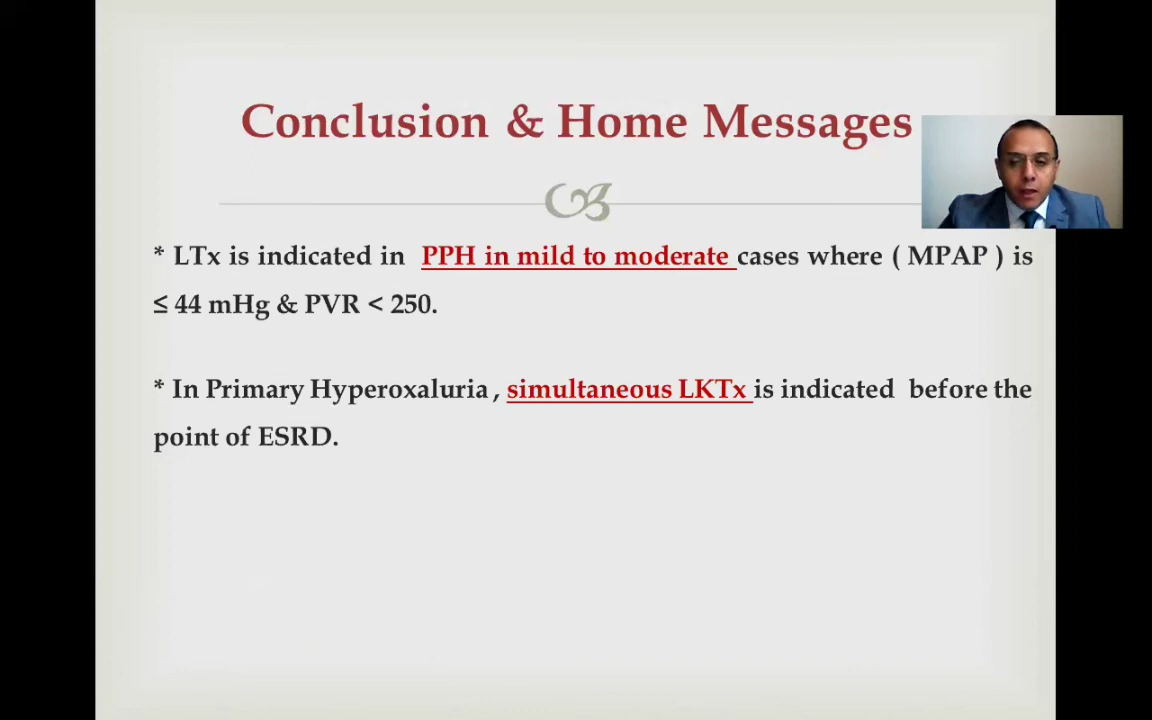 Conclusion & Home Messages
* LTx is indicated in PPH in mild to moderate cases where ( MPAP ) is
≤ 44 mHg & PVR < 250.
* In Primary Hyperoxaluria , simultaneous LKTx is indicated before the
point of ESRD.